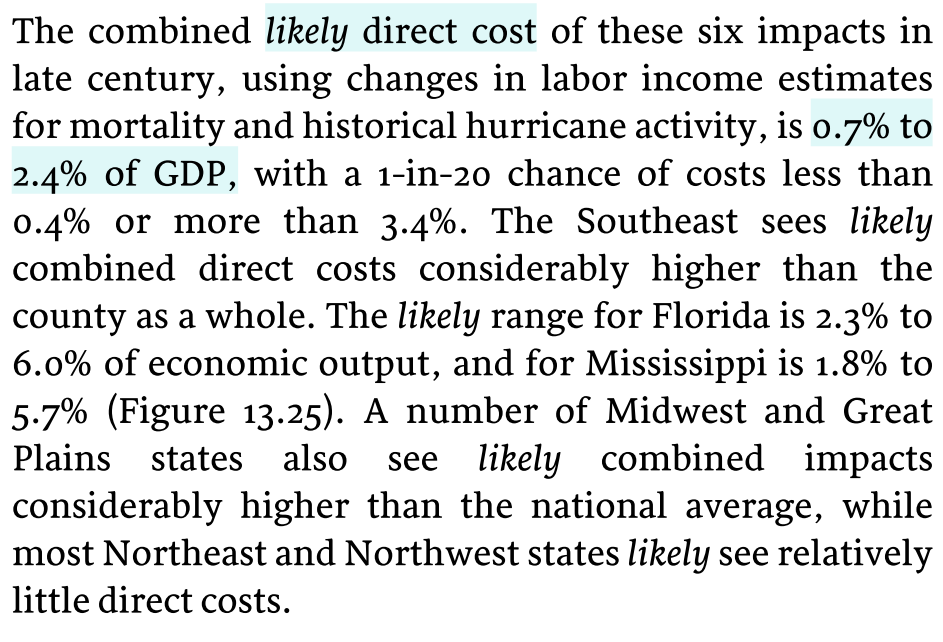 The combined likely direct cost of these six impacts in
late century, using changes in labor income estimates
for mortality and historical hurricane activity, is 0.7% to
2.4% of GDP, with a 1-in-20 chance of costs less than
0.4% or more than 3.4%. The Southeast sees likely
combined direct costs considerably higher than the
county as a whole. The likely range for Florida is 2.3% to
6.0% of economic output, and for Mississippi is 1.8% to
5.7% (Figure 13.25). A number of Midwest and Great
Plains states also see likely combined impacts
considerably higher than the national average, while
most Northeast and Northwest states likely see relatively
little direct costs.